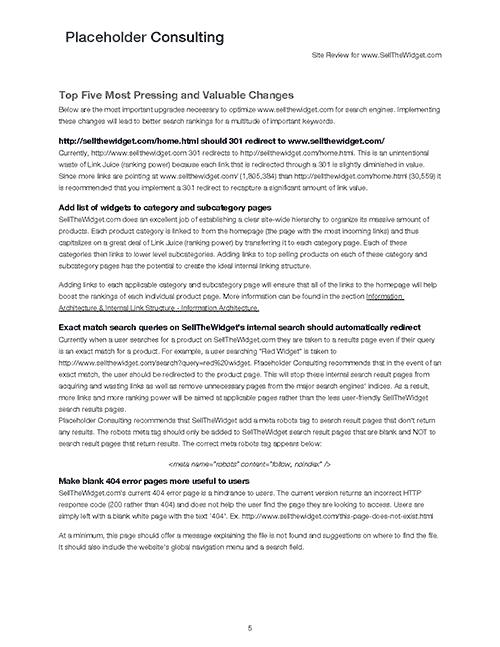 Placeholder Consulting
Site Review for www.SellTheWidget.com
Top Five Most Pressing and Valuable Changes
Below are the most important upgrades necessary to optimize www.sellthewidget.com for search engines. Implementing
these changes will lead to better search rankings for a multitude of important keywords.
http://sellthewidget.com/home.html should 301 redirect to www.sellthewidget.com/
Currently, http://www.sellthewidget.com 301 redirects to http://sellthewidget.com/home.html. This is an unintentional
waste of Link Juice (ranking power) because each link that is redirected through a 301 is slightly diminished in value.
Since more links are pointing at www.sellthewidget.com/ (1,805,384) than http://sellthewidget.com/home.html (30,559) it
is recommended that you implement a 301 redirect to recapture a significant amount of link value.
Add list of widgets to category and subcategory pages
SellTheWidget.com does an excellent job of establishing a clear site-wide hierarchy to organize its massive amount of
products. Each product category is linked to from the homepage (the page with the most incoming links) and thus
capitalizes on a great deal of Link Juice (ranking power) by transferring it to each category page. Each of these
categories then links to lower level subcategories. Adding links to top selling products on each of these category and
subcategory pages has the potential to create the ideal internal linking structure.
Adding links to each applicable category and subcategory page will ensure that all of the links to the homepage will help
boost the rankings of each individual product page. More information can be found in the section Information
Architecture & Internal Link Structure - Information Architecture.
Exact match search queries on SellTheWidget's internal search should automatically redirect
Currently when a user searches for a product on SellTheWidget.com they are taken to a results page even if their query
is an exact match for a product. For example, a user searching "Red Widget" is taken to
http://www.sellthewidget.com/search?query=red%20widget. Placeholder Consulting recommends that in the event of an
exact match, the user should be redirected to the product page. This will stop these internal search result pages from
acquiring and wasting links as well as remove unnecessary pages from the major search engines' indices. As a result,
more links and more ranking power will be aimed at applicable pages rather than the less user-friendly SellTheWidget
search results pages.
Placeholder Consulting recommends that SellTheWidget add a meta robots tag to search result pages that don't return
any results. The robots meta tag should only be added to SellTheWidget search result pages that are blank and NOT to
search result pages that return results. The correct meta robots tag appears below:
<meta name="robots" content="follow, noindex" />
Make blank 404 error pages more useful to users
SellTheWidget.com's current 404 error page is a hindrance to users. The current version returns an incorrect HTTP
response code (200 rather than 404) and does not help the user find the page they are looking to access. Users are
simply left with a blank white page with the text '404'. Ex. http://www.sellthewidget.com/this-page-does-not-exist.html
At a minimum, this page should offer a message explaining the file is not found and suggestions on where to find the file.
It should also include the website's global navigation menu and a search field.
5